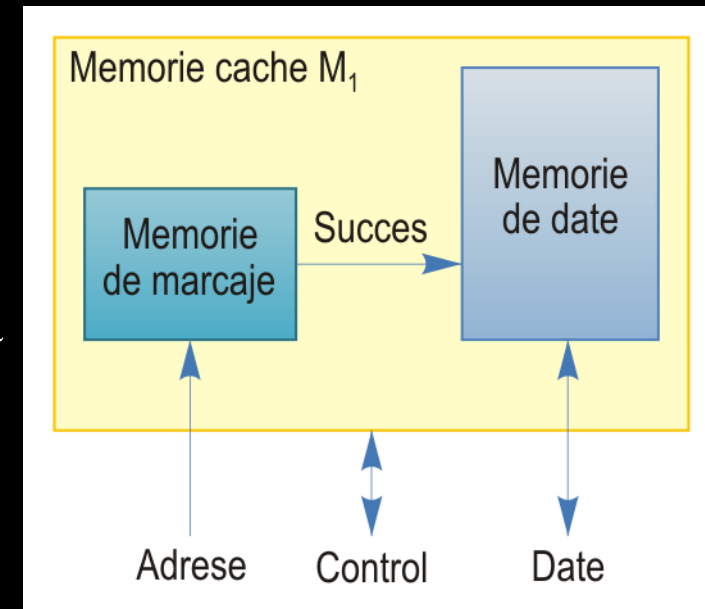 Memorie cache M₁
Memorie
de date
Memorie
de marcaje
Succes
Adrese
Control
Date